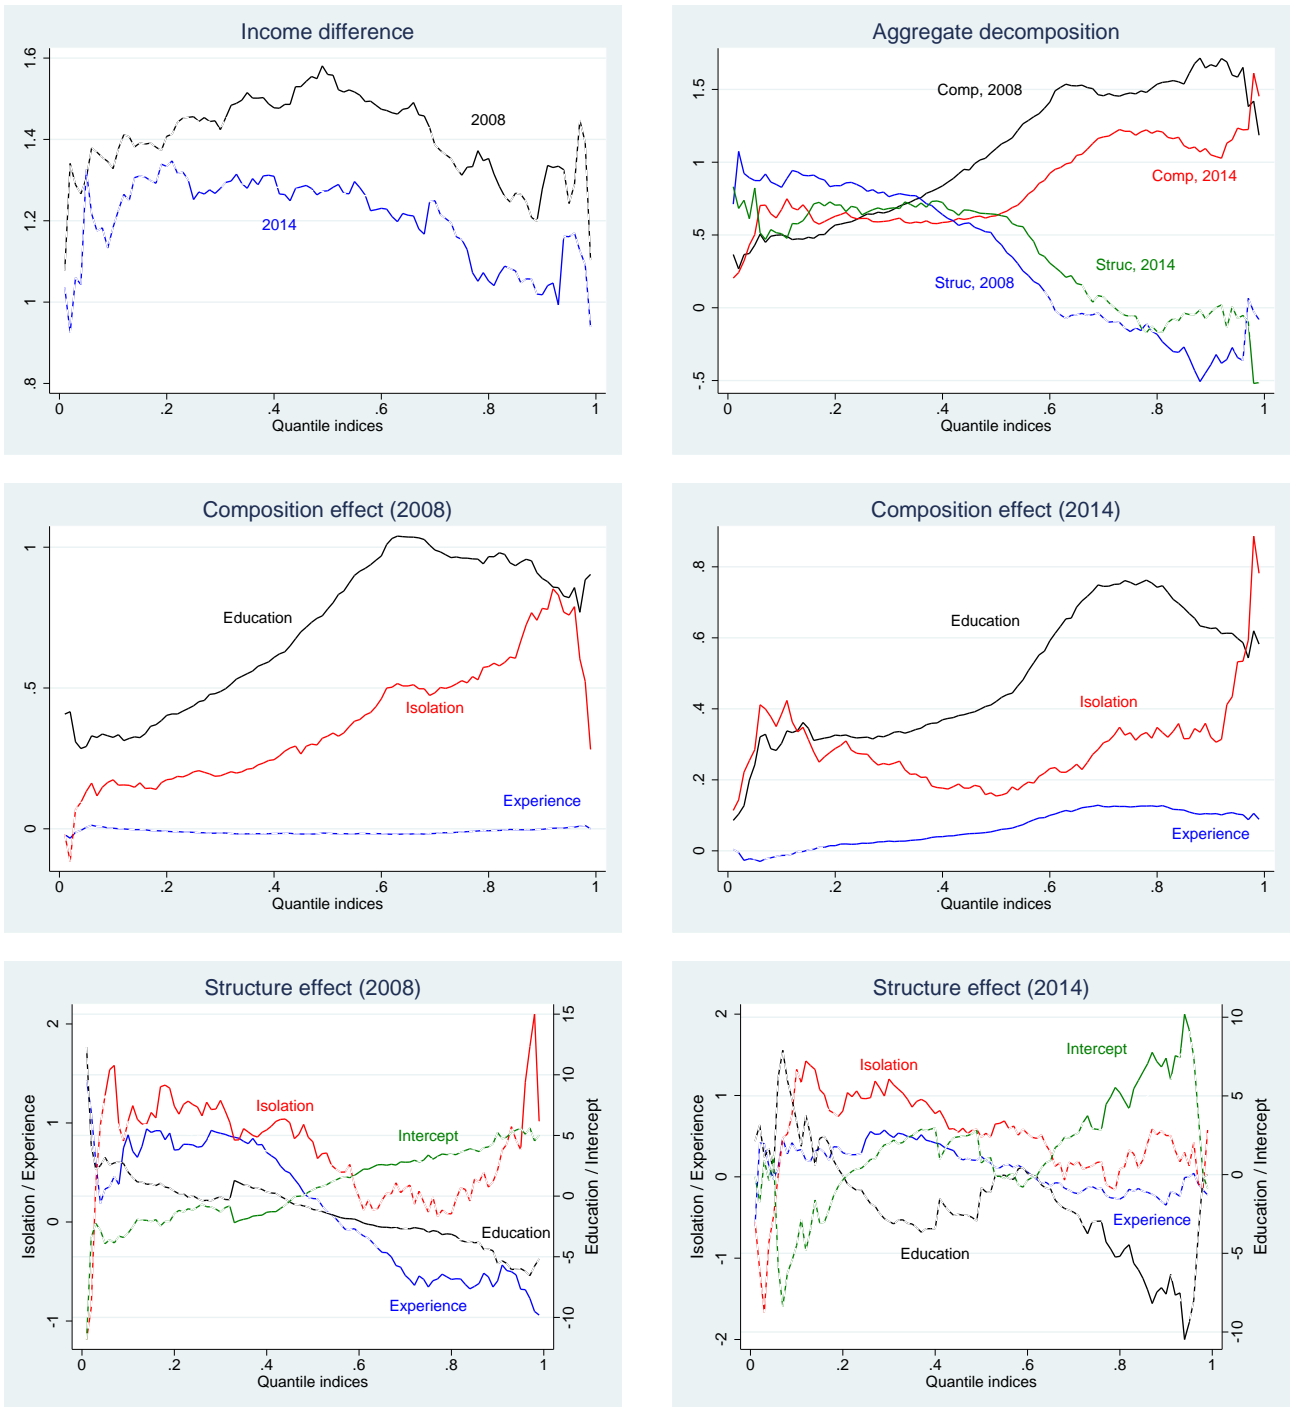 Income difference
1.6
1.4
1.2
1
.8
2008
2014
0 .2 .4 .6 .8 1
Quantile indices
Aggregate decomposition
1.5
1
.5
0
-.5
Comp, 2008
Comp, 2014
Struc, 2014
Struc, 2008
0 .2 .4 .6 .8 1
Quantile indices
Composition effect (2008)
1
.5
0
Education
Isolation
Experience
0 .2 .4 .6 .8 1
Quantile indices
Composition effect (2014)
.8
.6
.4
.2
0
Education
Isolation
Experience
0 .2 .4 .6 .8 1
Quantile indices
Structure effect (2008)
Isolation / Experience
2
1
0
-1
Isolation
Intercept
Education
Experience
15
10
5
0
-5
-10
Education / Intercept
0 .2 .4 .6 .8 1
Quantile indices
Structure effect (2014)
Isolation / Experience
2
1
0
-1
-2
Intercept
Isolation
Experience
Education
10
5
0
-5
-10
Education / Intercept
0 .2 .4 .6 .8 1
Quantile indices